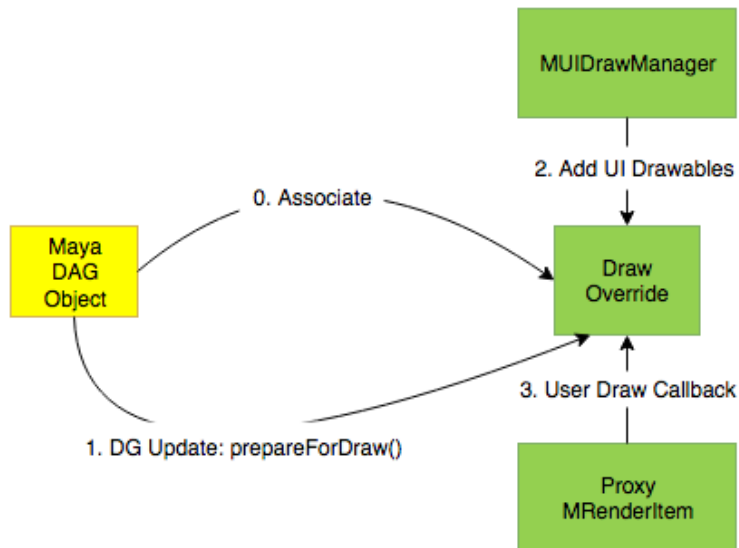 MUIDrawManager
2. Add UI Drawables
0. Associate
Maya
DAG
Object
Draw
Override
3. User Draw Callback
1. DG Update: prepareForDraw()
Proxy
MRenderItem